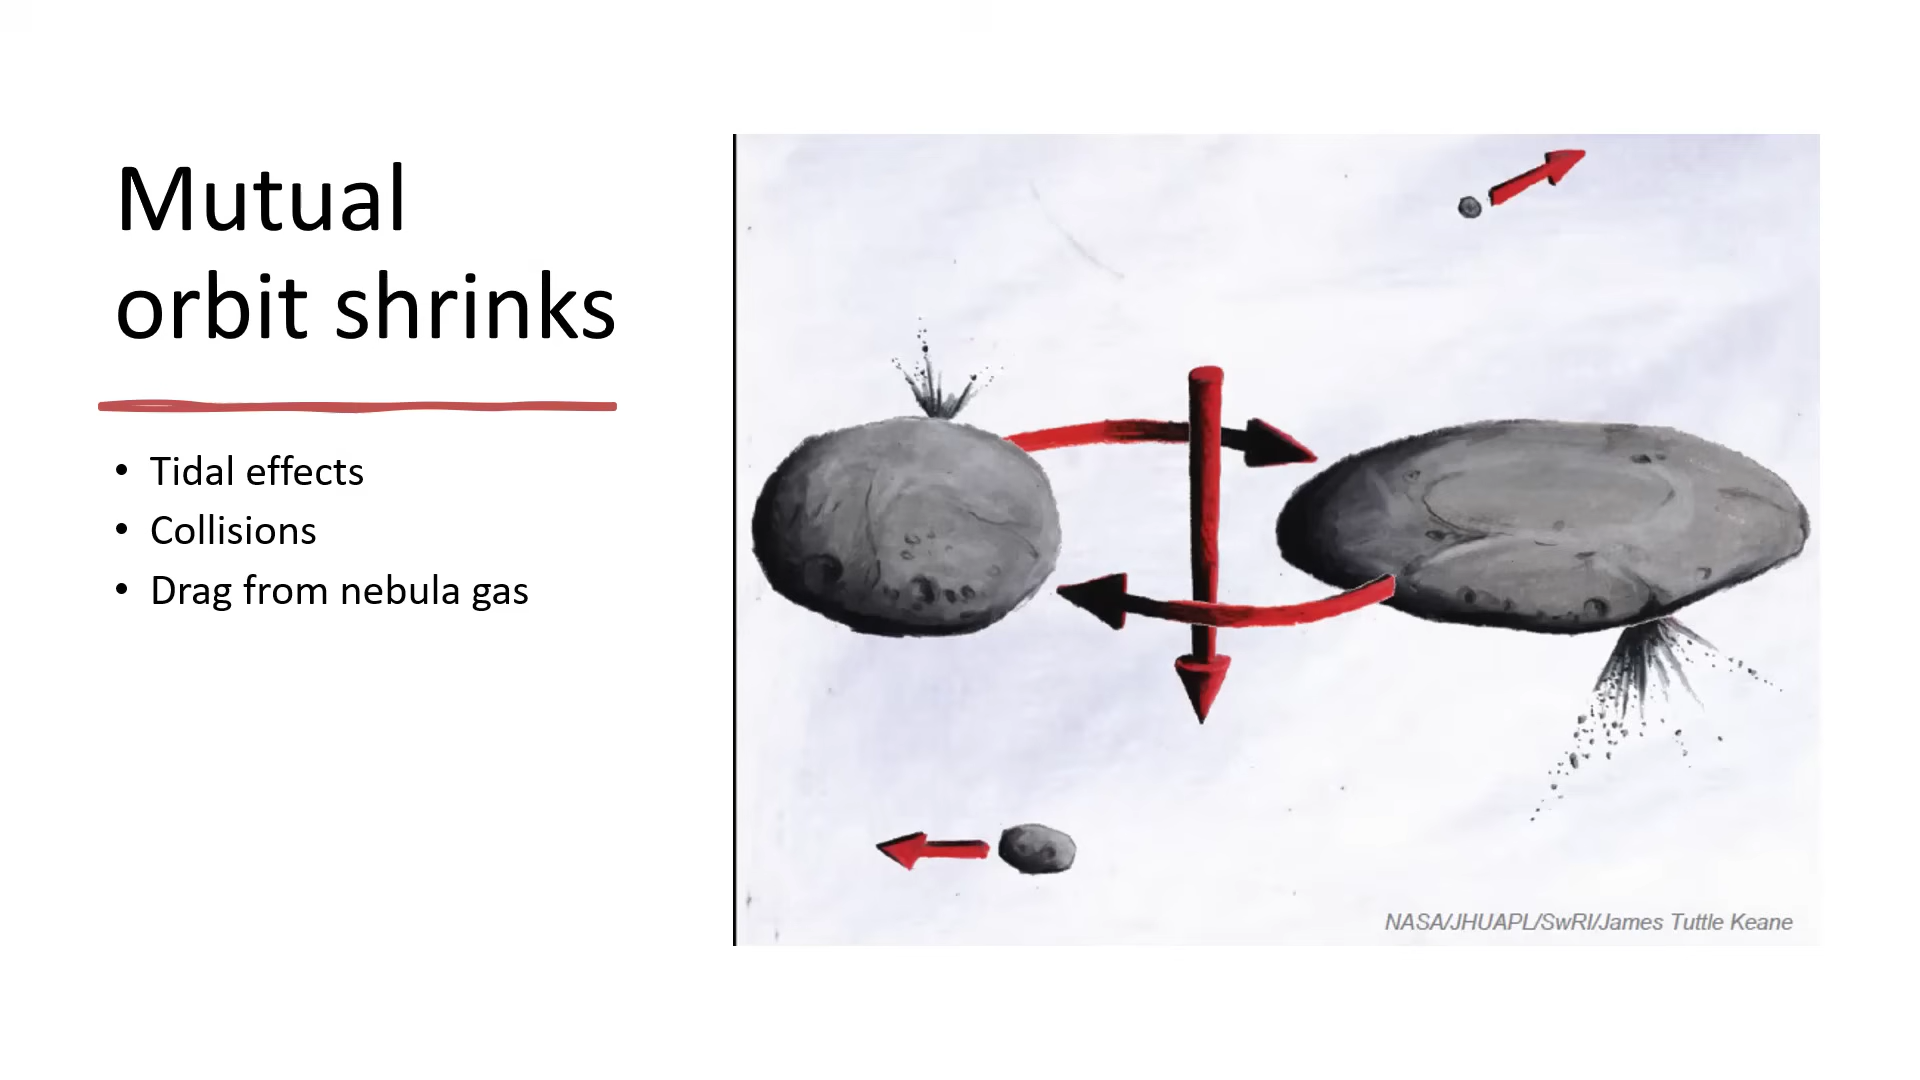 Mutual
orbit shrinks
• Tidal effects
• Collisions
• Drag from nebula gas
NASA/JHUAPL/SwRI/James Tuttle Keane